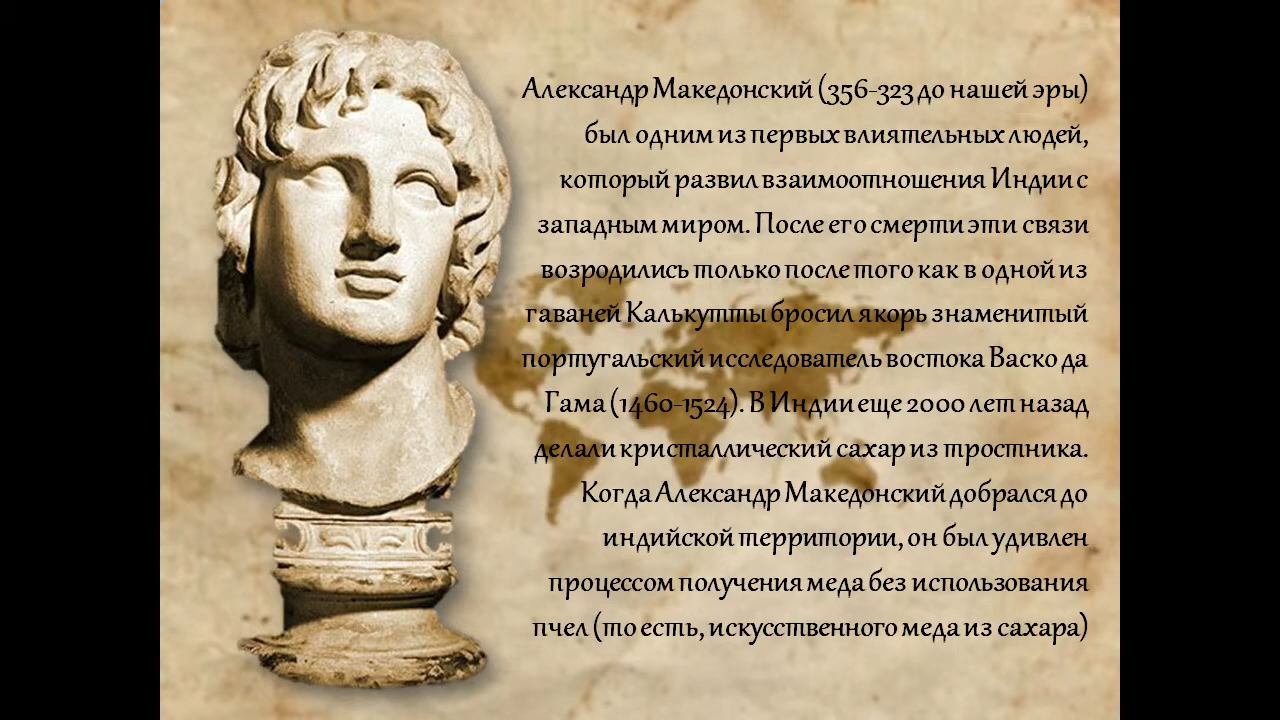 Александр Македонский (356-323 до нашей эры)
был одним из первых влиятельных людей,
который развил взаимоотношения Индии с
западным миром. После его смерти эти связи
возродились только после того как в одной из
гаваней Калькутты бросил якорь знаменитый
португальский исследователь востока Васко да
Гама (1460-1524). В Индии еще 2000 лет назад
делали кристаллический сахар из тростника.
Когда Александр Македонский добрался до
индийской территории, он был удивлен
процессом получения меда без использования
пчел (то есть, искусственного меда из сахара)